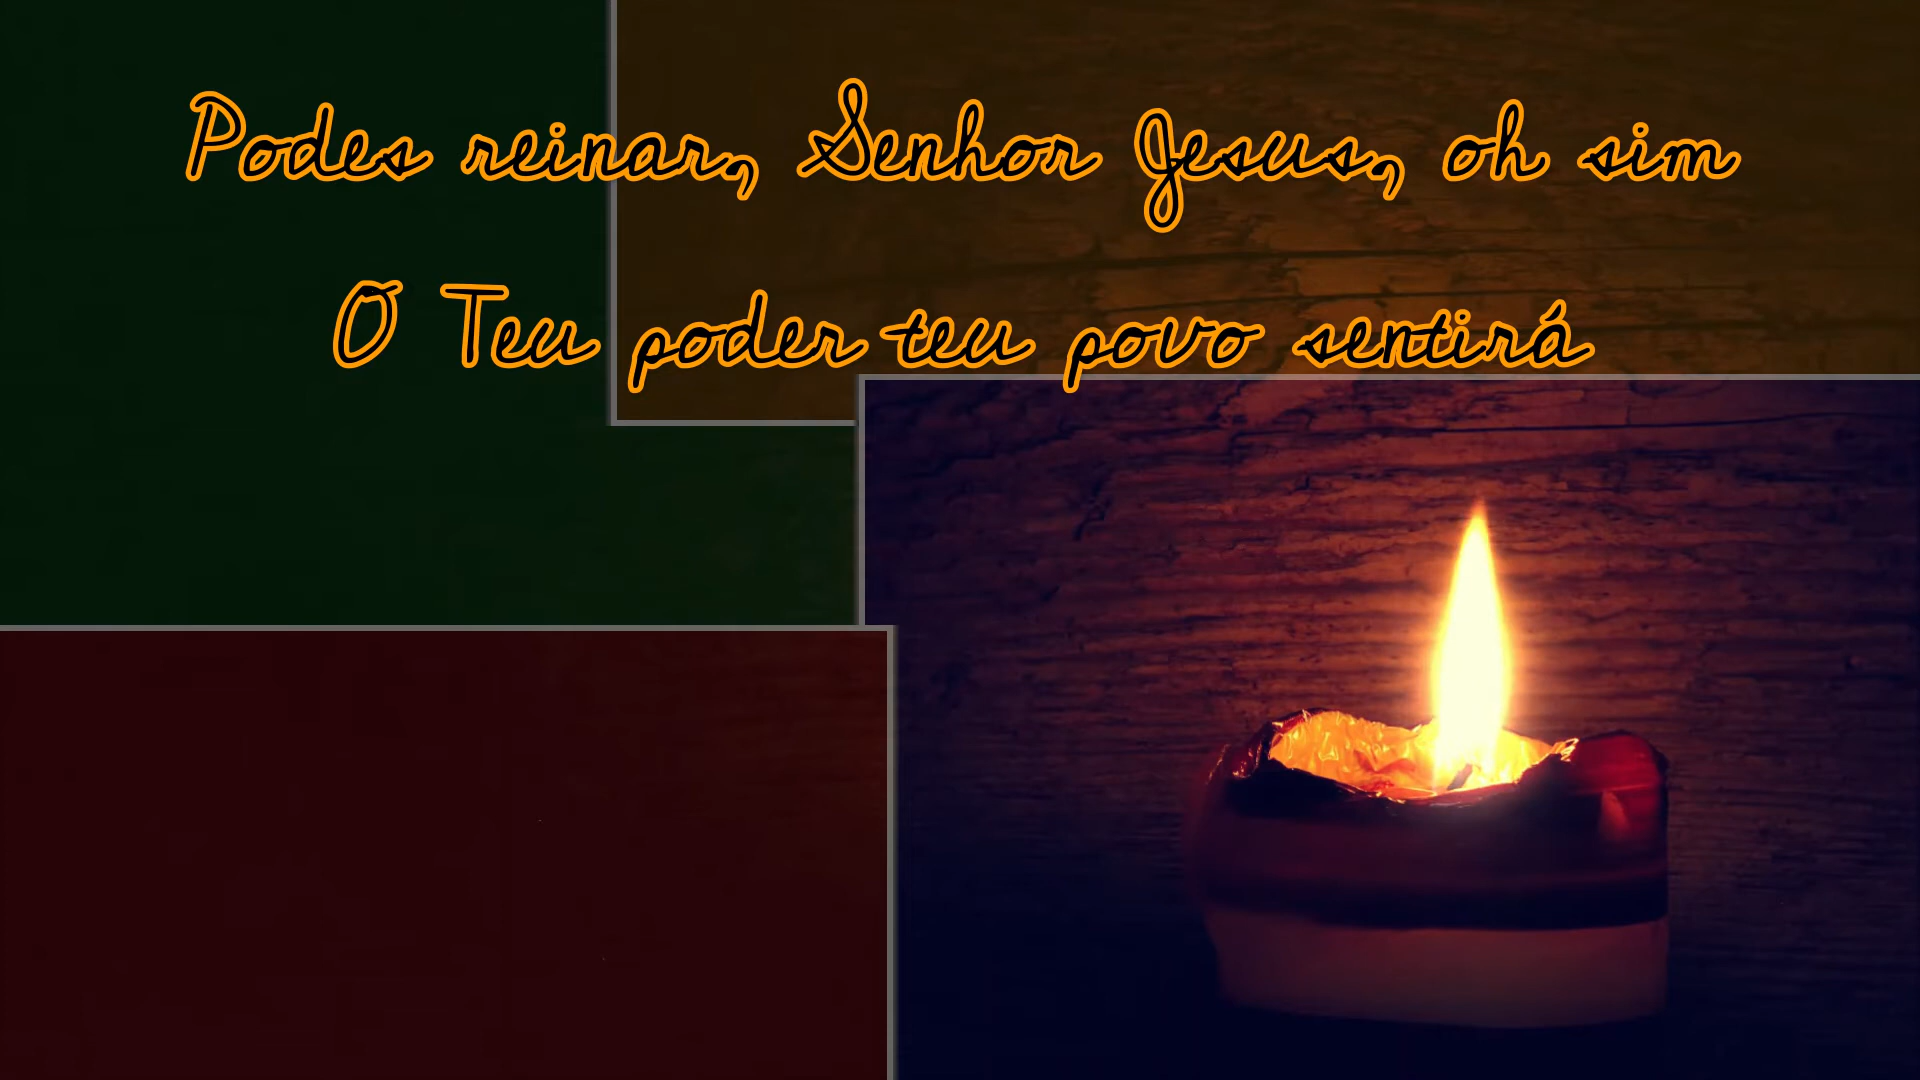 Podes reinar, Senhor Jesus, oh sim
O Teu poder teu povo sentirá